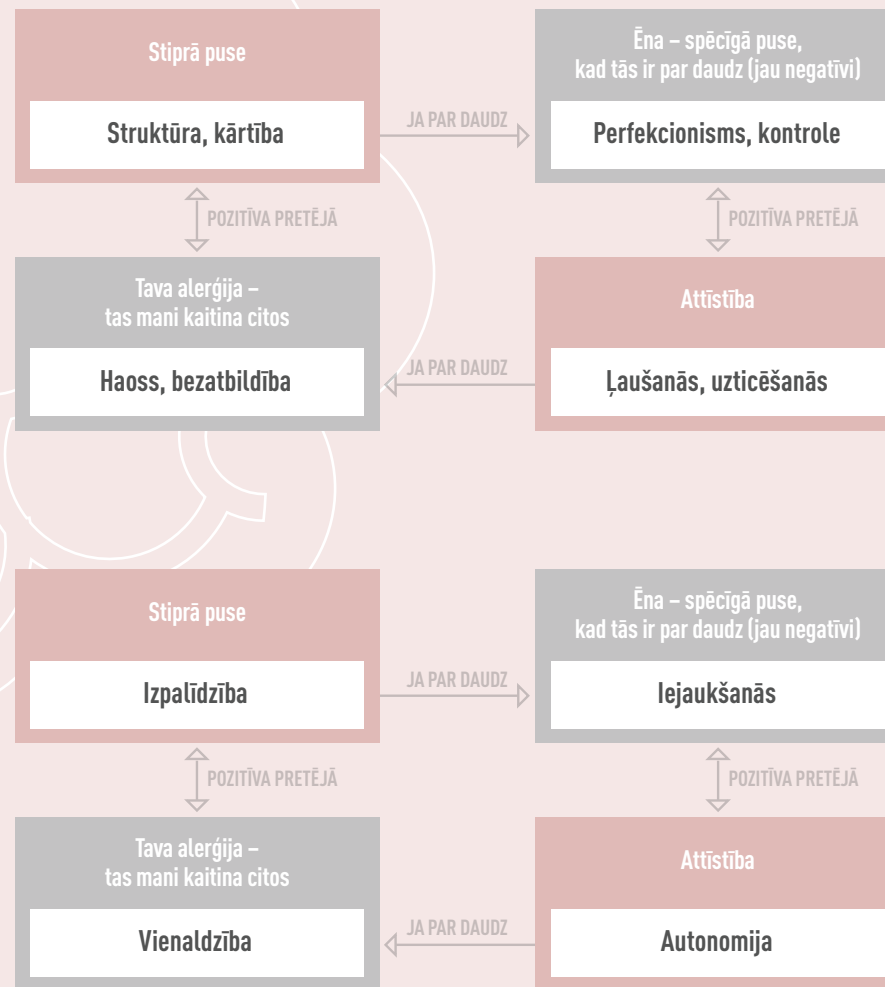 Stiprā puse
Struktūra, kārtība
JA PAR DAUDZ
Ēna – spēcīgā puse,
kad tās ir par daudz (jau negatīvi)
Perfekcionisms, kontrole
POZITĪVA PRETĒJĀ
POZITĪVA PRETĒJĀ
Tava alerģija –
tas mani kaitina citos
Haoss, bezatbildība
JA PAR DAUDZ
Attīstība
Ļaušanās, uzticēšanās
Stiprā puse
Izpalīdzība
JA PAR DAUDZ
Ēna – spēcīgā puse,
kad tās ir par daudz (jau negatīvi)
Iejaukšanās
POZITĪVA PRETĒJĀ
POZITĪVA PRETĒJĀ
Tava alerģija –
tas mani kaitina citos
Vienaldzība
JA PAR DAUDZ
Attīstība
Autonomija